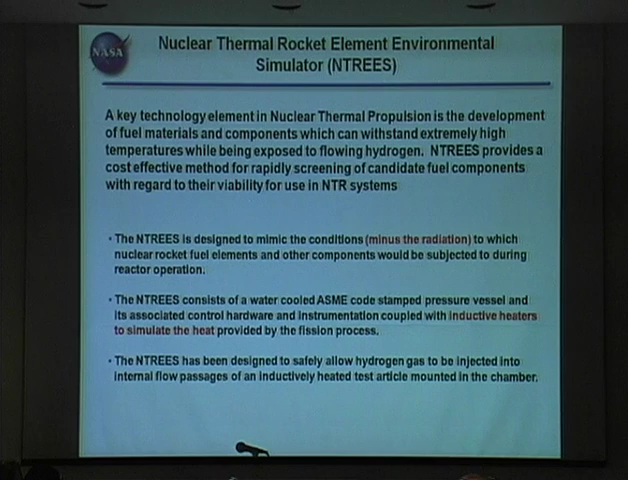 NASA
Nuclear Thermal Rocket Element Environmental
Simulator (NTREES)
A key technology element in Nuclear Thermal Propulsion is the development
of fuel materials and components which can withstand extremely high
temperatures while being exposed to flowing hydrogen. NTREES provides a
cost effective method for rapidly screening of candidate fuel components
with regard to their viability for use in NTR systems
• The NTREES is designed to mimic the conditions (minus the radiation) to which
nuclear rocket fuel elements and other components would be subjected to during
reactor operation.
• The NTREES consists of a water cooled ASME code stamped pressure vessel and
its associated control hardware and instrumentation coupled with inductive heaters
to simulate the heat provided by the fission process.
• The NTREES has been designed to safely allow hydrogen gas to be injected into
internal flow passages of an inductively heated test article mounted in the chamber.